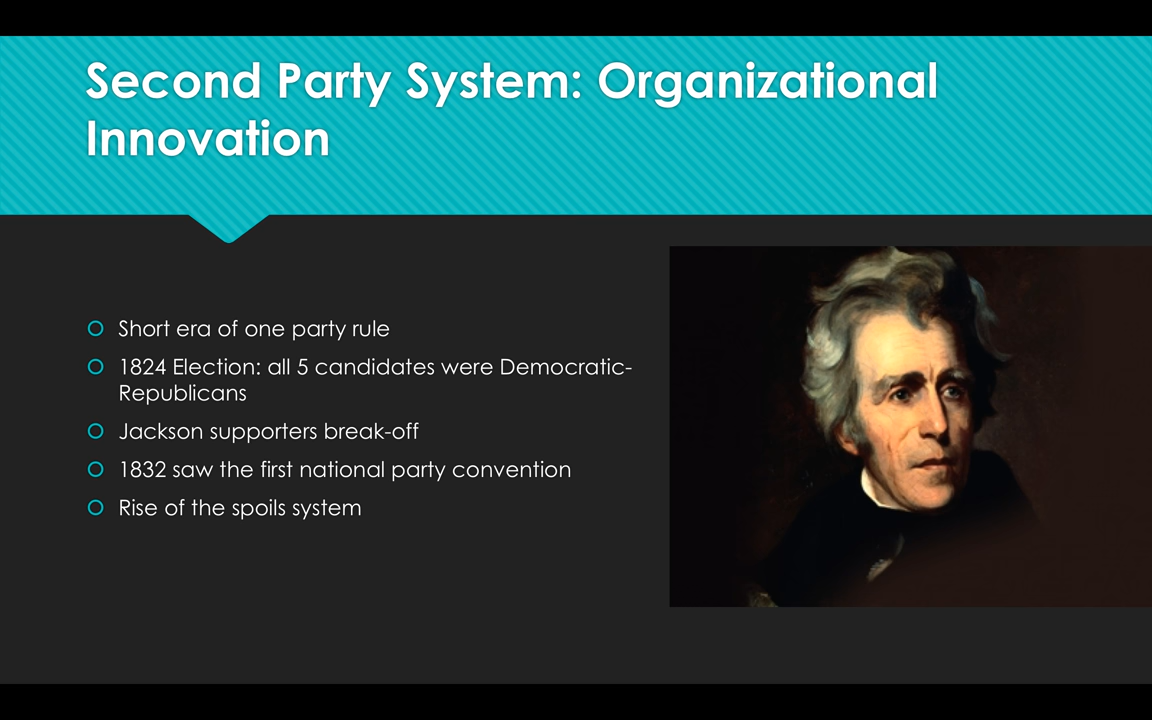 Second Party System: Organizational
Innovation
Short era of one party rule
1824 Election: all 5 candidates were Democratic-
Republicans
Jackson supporters break-off
1832 saw the first national party convention
Rise of the spoils system